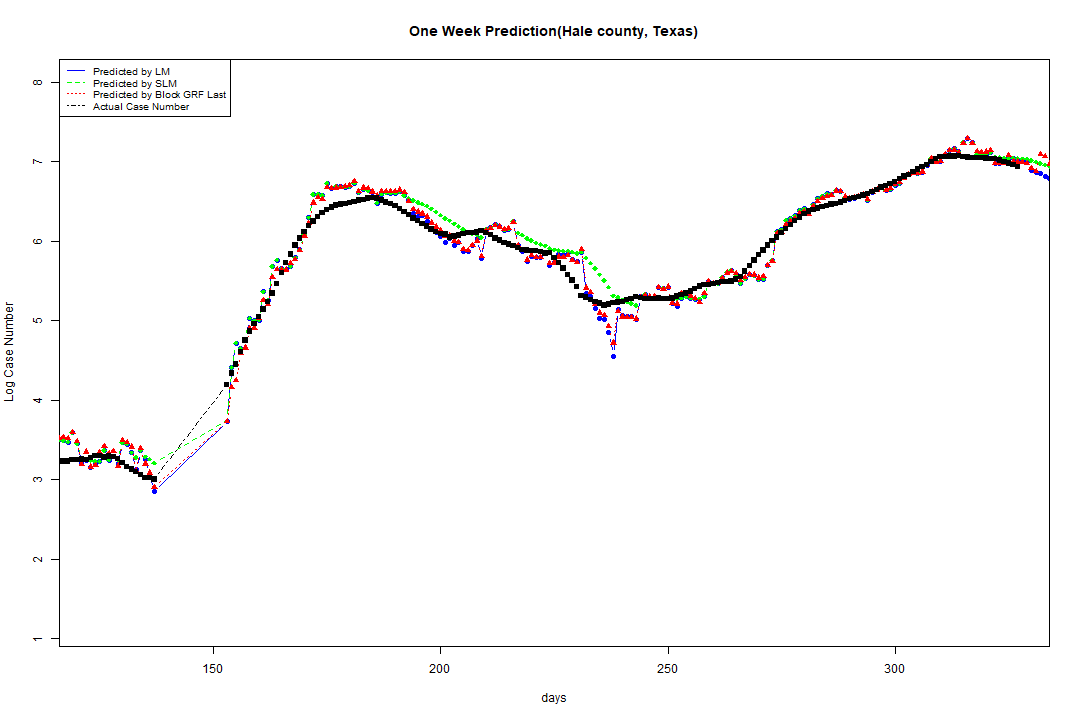 One Week Prediction(Hale county, Texas)
Predicted by LM
Predicted by SLM
Predicted by Block GRF Last
Actual Case Number
8
7
6
5
4
3
2
1
Log Case Number
150 200 250 300
days